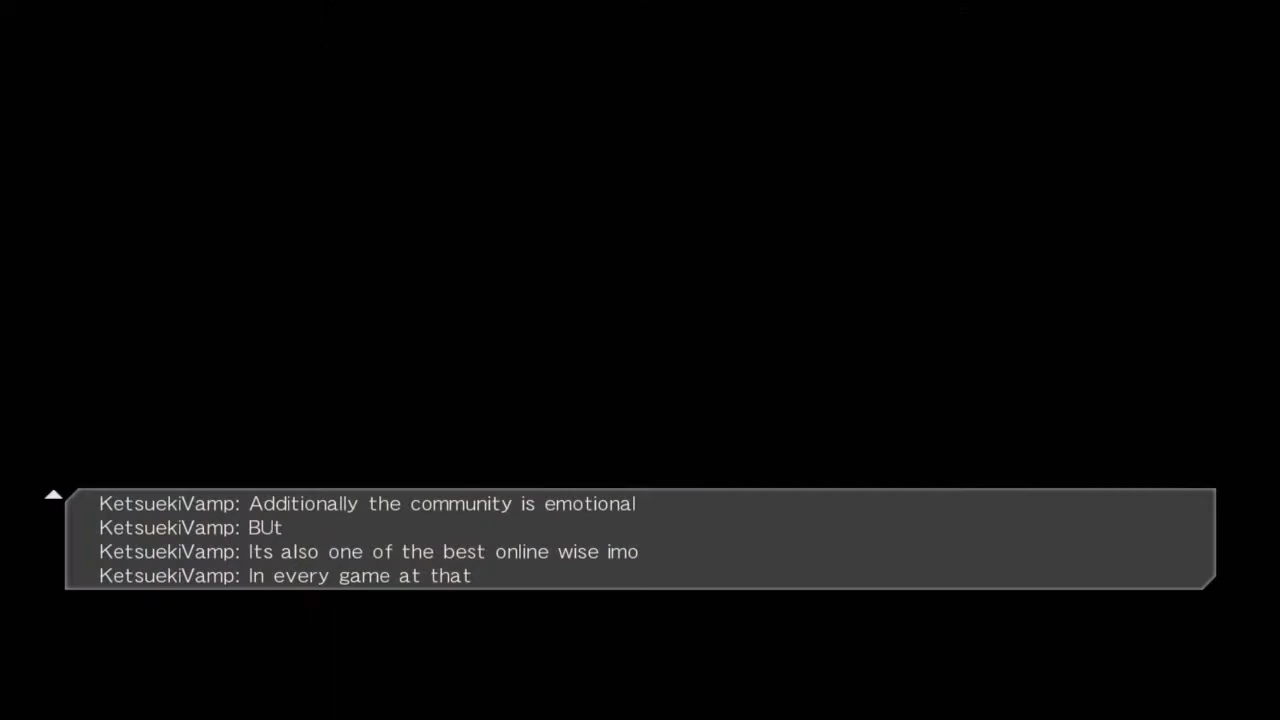 KetsuekiVamp: Additionally the community is emotional
KetsuekiVamp: BUt
KetsuekiVamp: Its also one of the best online wise imo
KetsuekiVamp: In every game at that